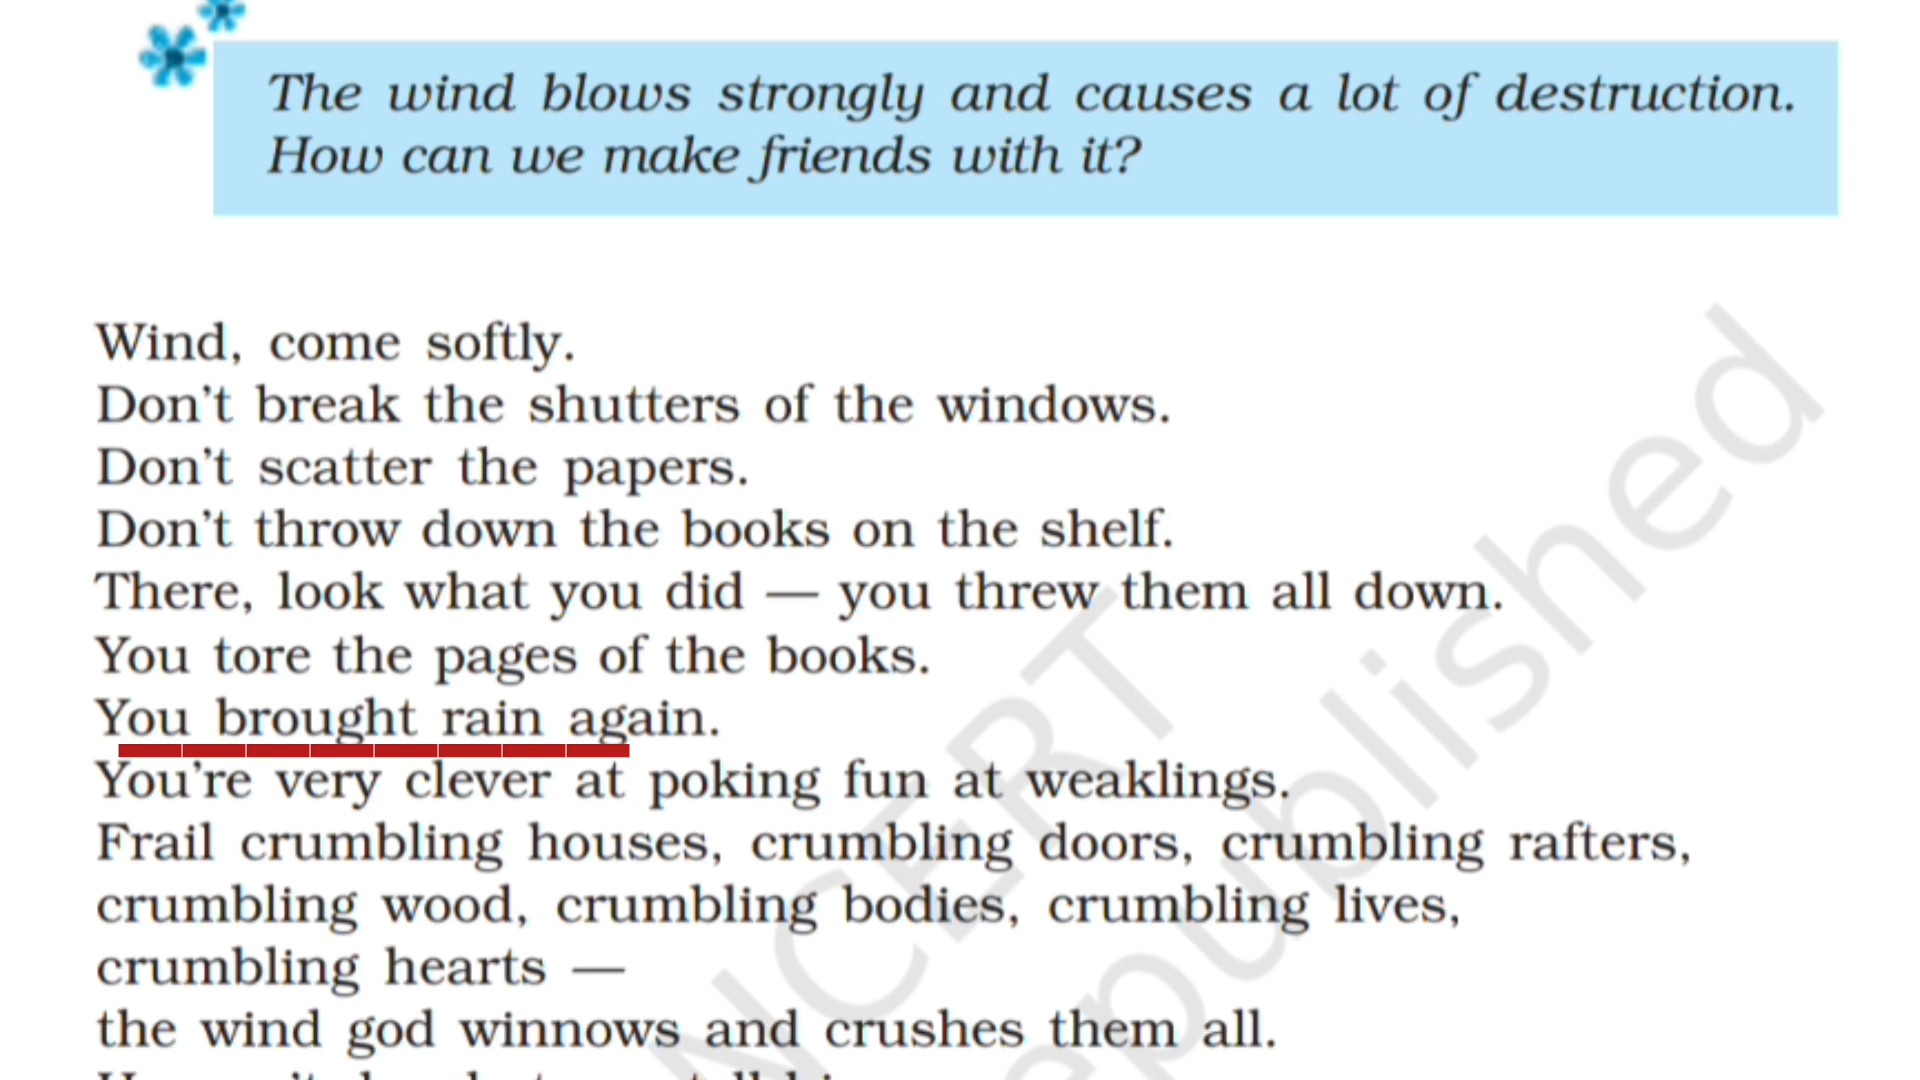 The wind blows strongly and causes a lot of destruction.
How can we make friends with it?
Wind, come softly.
Don't break the shutters of the windows.
Don't scatter the papers.
Don't throw down the books on the shelf.
There, look what you did — you threw them all down.
You tore the pages of the books.
You brought rain again.
You're very clever at poking fun at weaklings.
Frail crumbling houses, crumbling doors, crumbling rafters,
crumbling wood, crumbling bodies, crumbling lives,
crumbling hearts —
the wind god winnows and crushes them all.
NCERT